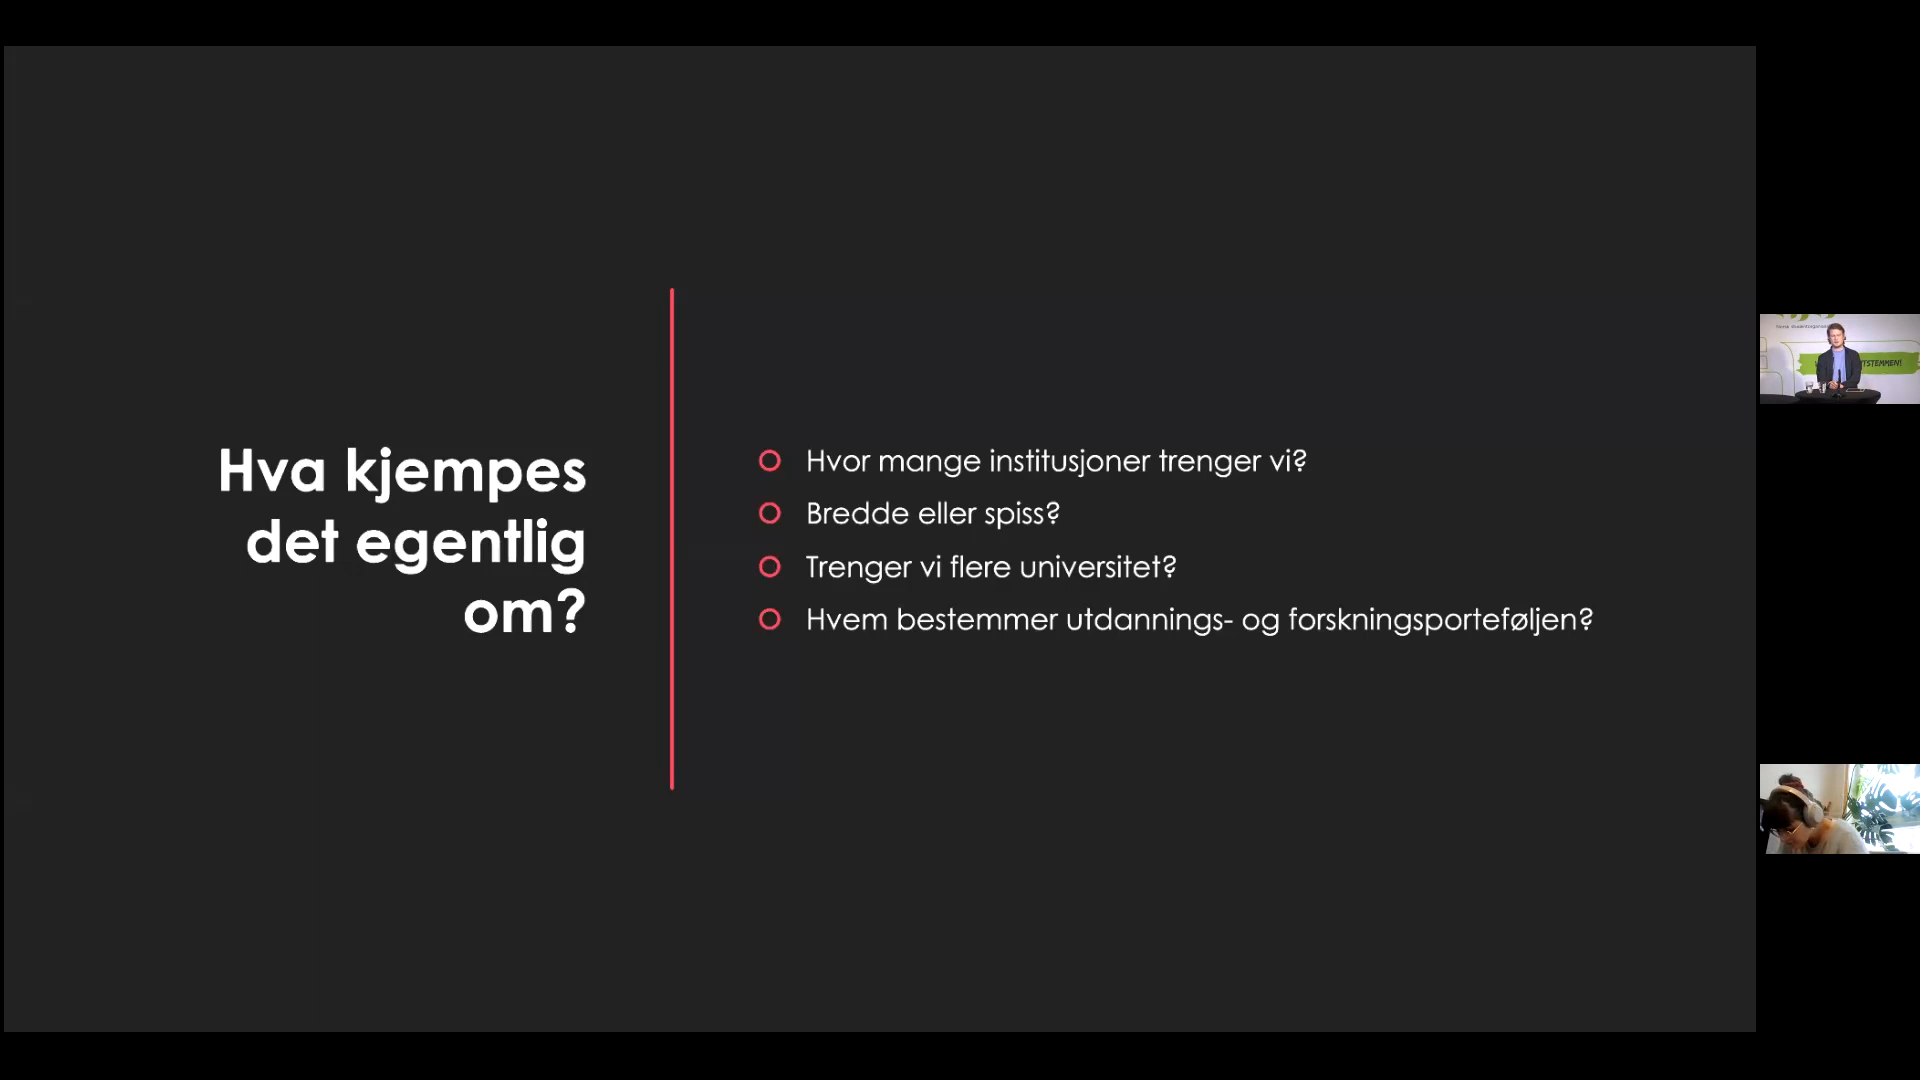 Hva kjempes
det egentlig
om?
Hvor mange institusjoner trenger vi?
Bredde eller spiss?
Trenger vi flere universitet?
Hvem bestemmer utdannings- og forskningsporteføljen?